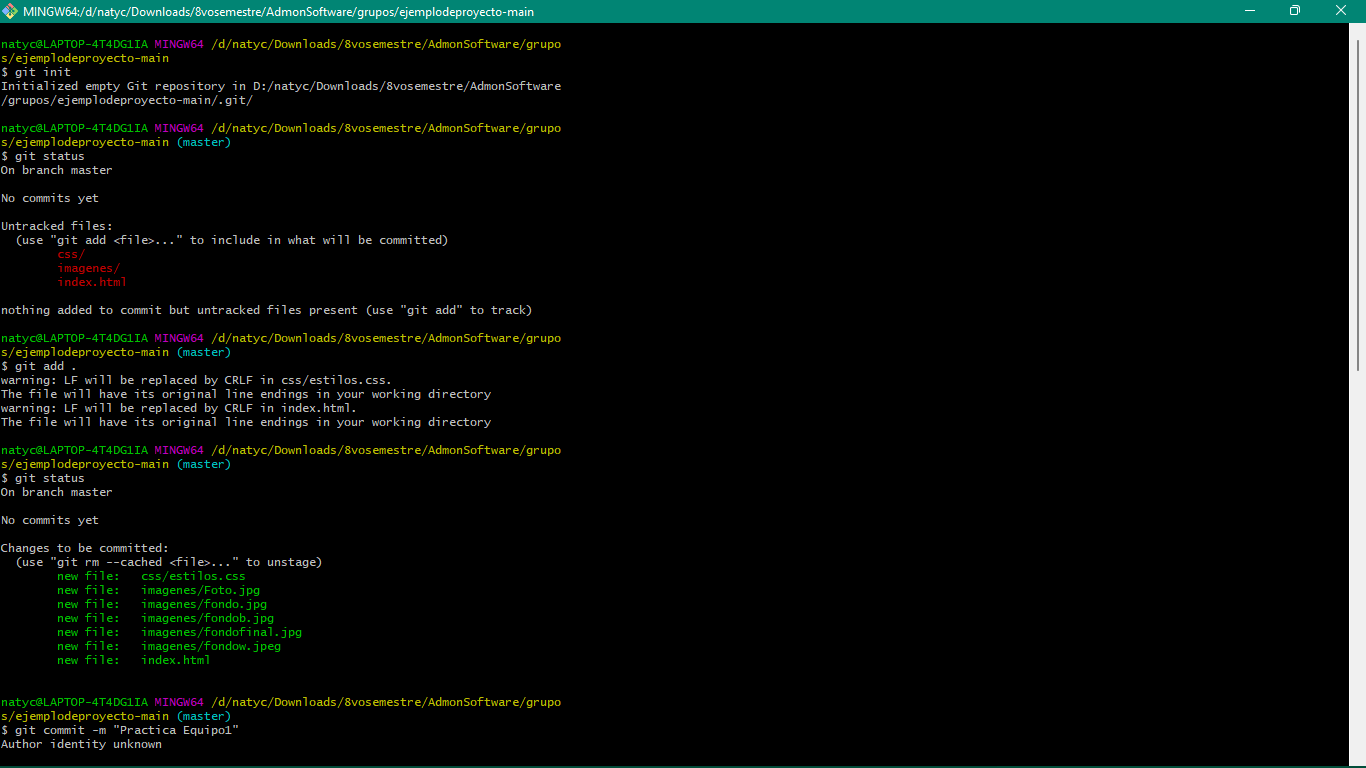 MINGW64:/d/natyc/Downloads/8vosemestre/AdmonSoftware/grupos/ejemplodeproyecto-main
natyc@LAPTOP-4T4DG1IA MINGW64 /d/natyc/Downloads/8vosemestre/AdmonSoftware/grupo
s/ejemplodeproyecto-main
$ git init
Initialized empty Git repository in D:/natyc/Downloads/8vosemestre/AdmonSoftware
/grupos/ejemplodeproyecto-main/.git/
natyc@LAPTOP-4T4DG1IA MINGW64 /d/natyc/Downloads/8vosemestre/AdmonSoftware/grupo
s/ejemplodeproyecto-main (master)
$ git status
On branch master
No commits yet
Untracked files:
  (use "git add <file>..." to include in what will be committed)
        css/
        imagenes/
        index.html
nothing added to commit but untracked files present (use "git add" to track)
natyc@LAPTOP-4T4DG1IA MINGW64 /d/natyc/Downloads/8vosemestre/AdmonSoftware/grupo
s/ejemplodeproyecto-main (master)
$ git add .
warning: LF will be replaced by CRLF in css/estilos.css.
The file will have its original line endings in your working directory
warning: LF will be replaced by CRLF in index.html.
The file will have its original line endings in your working directory
natyc@LAPTOP-4T4DG1IA MINGW64 /d/natyc/Downloads/8vosemestre/AdmonSoftware/grupo
s/ejemplodeproyecto-main (master)
$ git status
On branch master
No commits yet
Changes to be committed:
  (use "git rm --cached <file>..." to unstage)
        new file:   css/estilos.css
        new file:   imagenes/Foto.jpg
        new file:   imagenes/fondo.jpg
        new file:   imagenes/fondob.jpg
        new file:   imagenes/fondofinal.jpg
        new file:   imagenes/fondow.jpeg
        new file:   index.html
natyc@LAPTOP-4T4DG1IA MINGW64 /d/natyc/Downloads/8vosemestre/AdmonSoftware/grupo
s/ejemplodeproyecto-main (master)
$ git commit -m "Practica Equipo1"
Author identity unknown